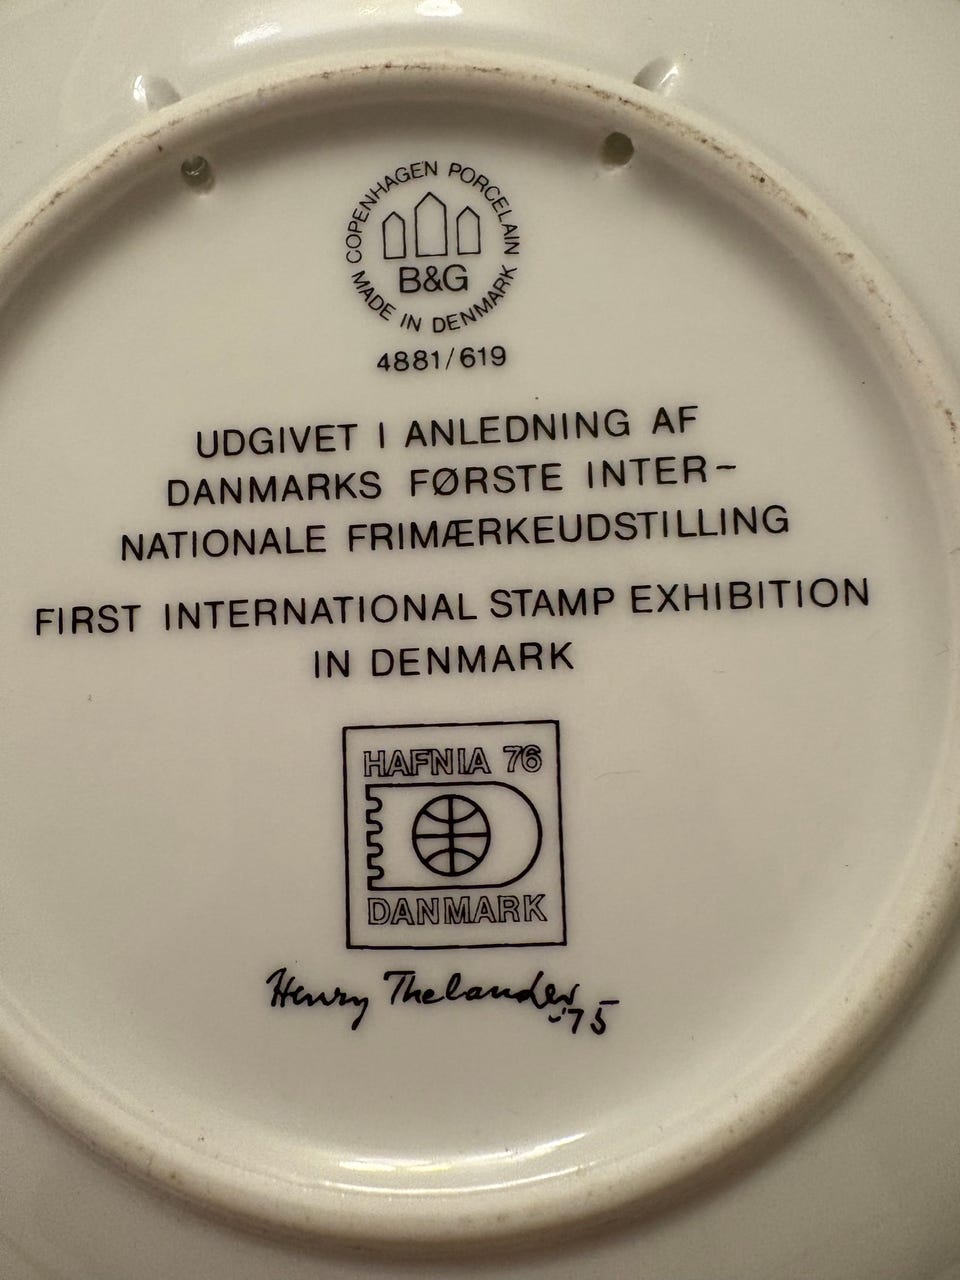 COPENHAGEN PORCELAIN
B&G
MADE IN DENMARK
4881/619
UDGIVET I ANLEDNING AF
DANMARKS FØRSTE INTER-
NATIONALE FRIMÆRKEUDSTILLING
FIRST INTERNATIONAL STAMP EXHIBITION
IN DENMARK
HAFNIA 76
DANMARK
Henry Thelander
-'75